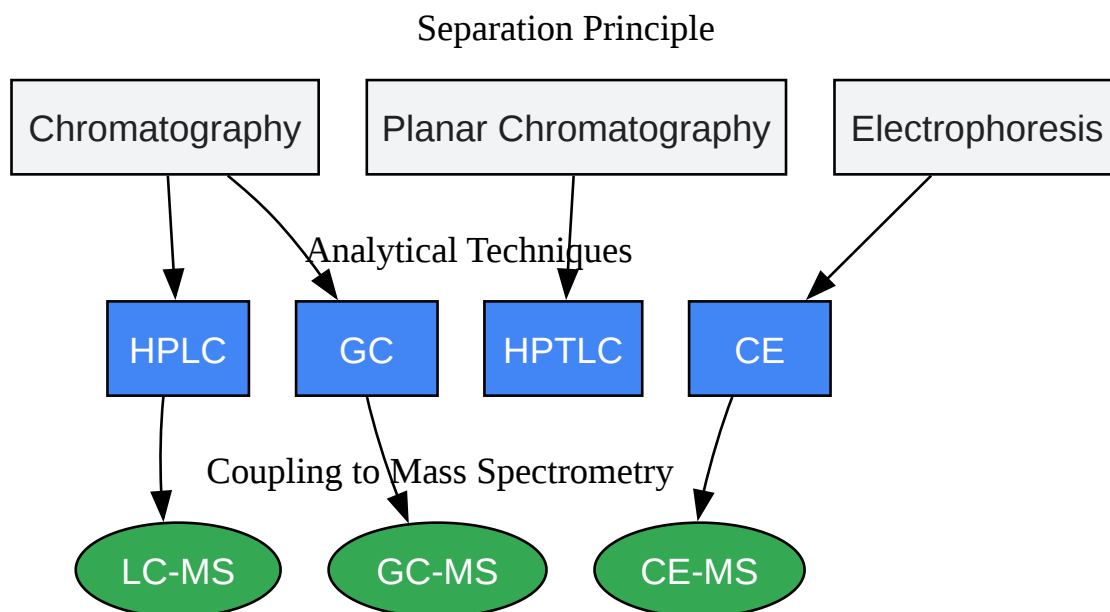 Separation Principle
Chromatography
Planar Chromatography
Electrophoresis
Analytical Techniques
HPLC
GC
HPTLC
CE
Coupling to Mass Spectrometry
LC-MS
GC-MS
CE-MS